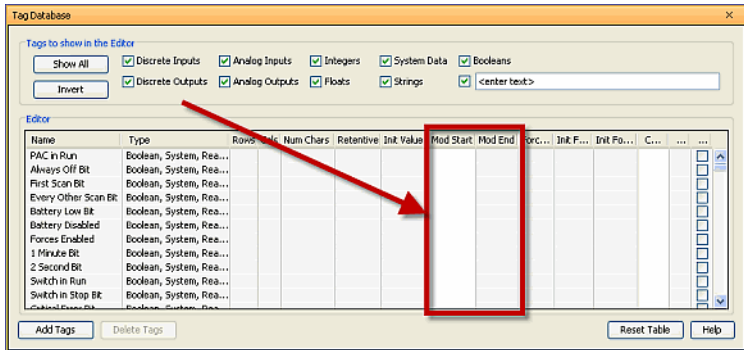 Tag Database
Tags to show in the Editor
Show All Discrete Inputs Analog Inputs Integers System Data Booleans
Invert Discrete Outputs Analog Outputs Floats Strings <enter text>
Editor
Name Type Rows Num Chars Retentive Init Value Mod Start Mod End Init F... Init Fo... C... ... ...
PAC in Run Boolean, System, Rea...
Always Off Bit Boolean, System, Rea...
First Scan Bit Boolean, System, Rea...
Every Other Scan Bit Boolean, System, Rea...
Battery Low Bit Boolean, System, Rea...
Battery Disabled Boolean, System, Rea...
Forces Enabled Boolean, System, Rea...
1 Minute Bit Boolean, System, Rea...
2 Second Bit Boolean, System, Rea...
Switch in Run Boolean, System, Rea...
Switch in Stop Bit Boolean, System, Rea...
Add Tags Delete Tags Reset Table Help